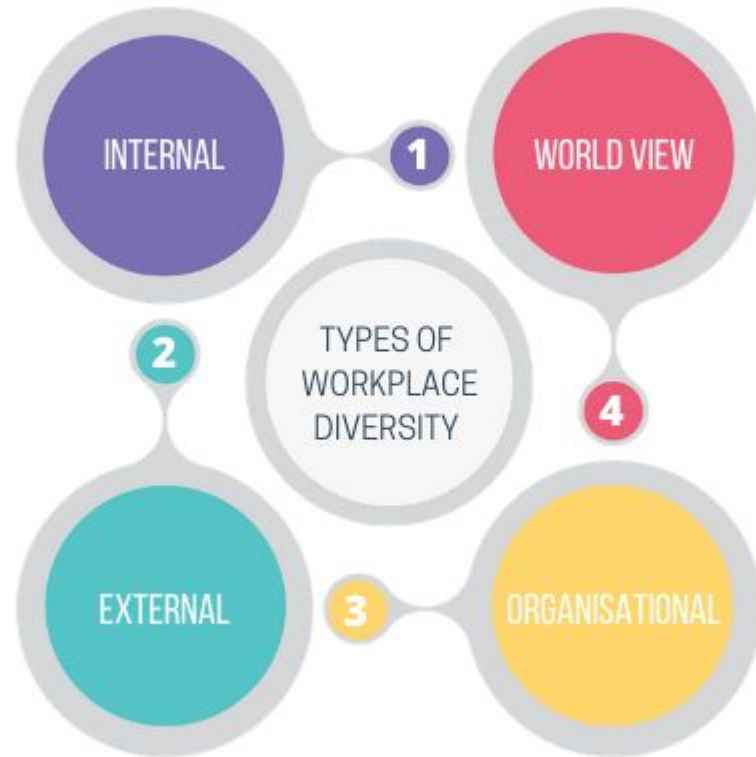 INTERNAL
1
WORLD VIEW
TYPES OF
WORKPLACE
DIVERSITY
2
4
EXTERNAL
3
ORGANISATIONAL